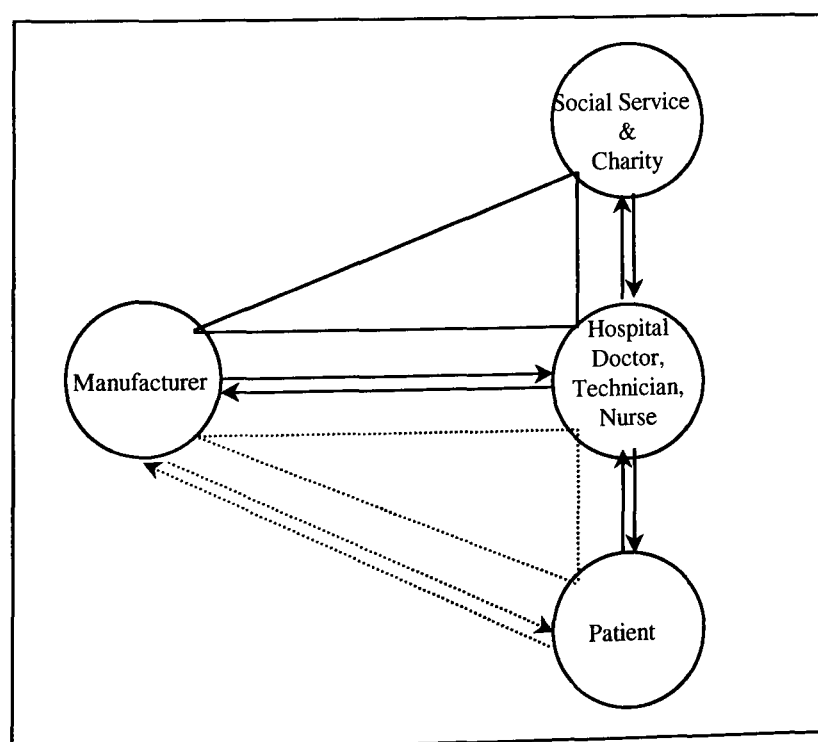 Social Service
&
Charity
Manufacturer
Hospital
Doctor,
Technician,
Nurse
Patient